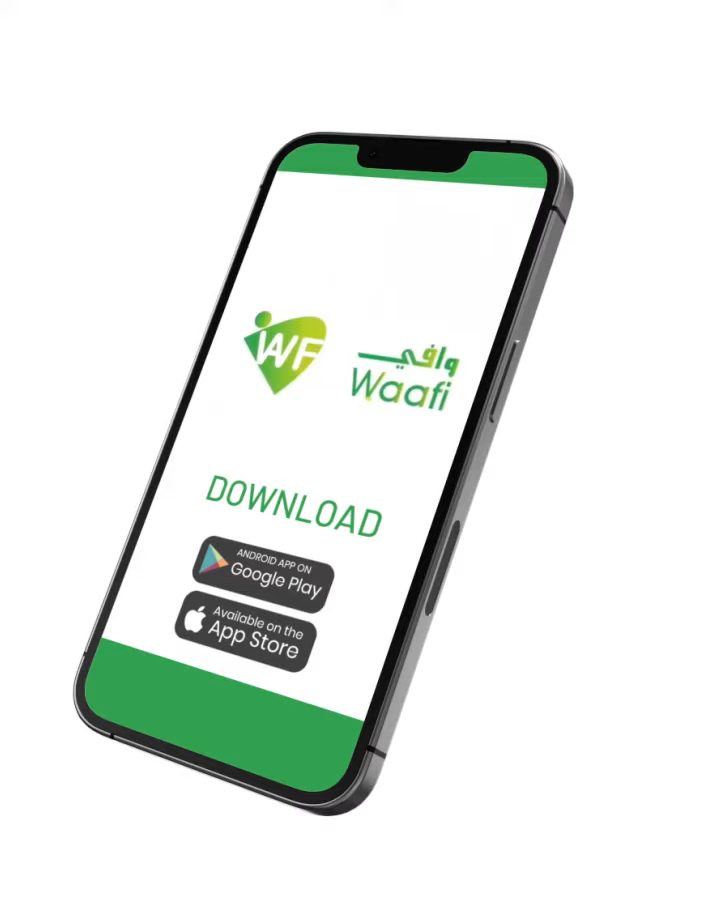 WF
وافي
Waafi
DOWNLOAD
ANDROID APP ON
Google Play
Available on the
App Store